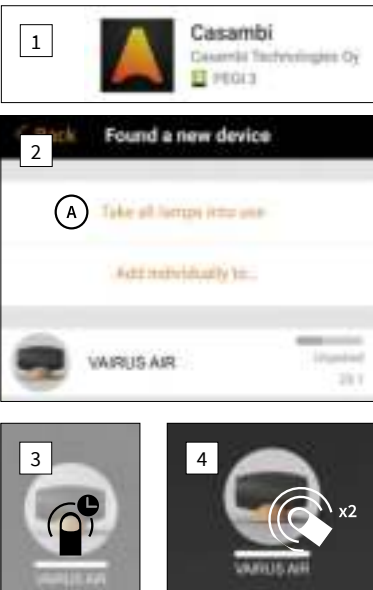 1
Casambi
Casambi Technologies Oy
PEGI 3
2
Back
Found a new device
A
Take all lamps into use
Add individually to...
VAIRUS AIR
Unpaired
3
VAIRUS AIR
4
x2
VAIRUS AIR